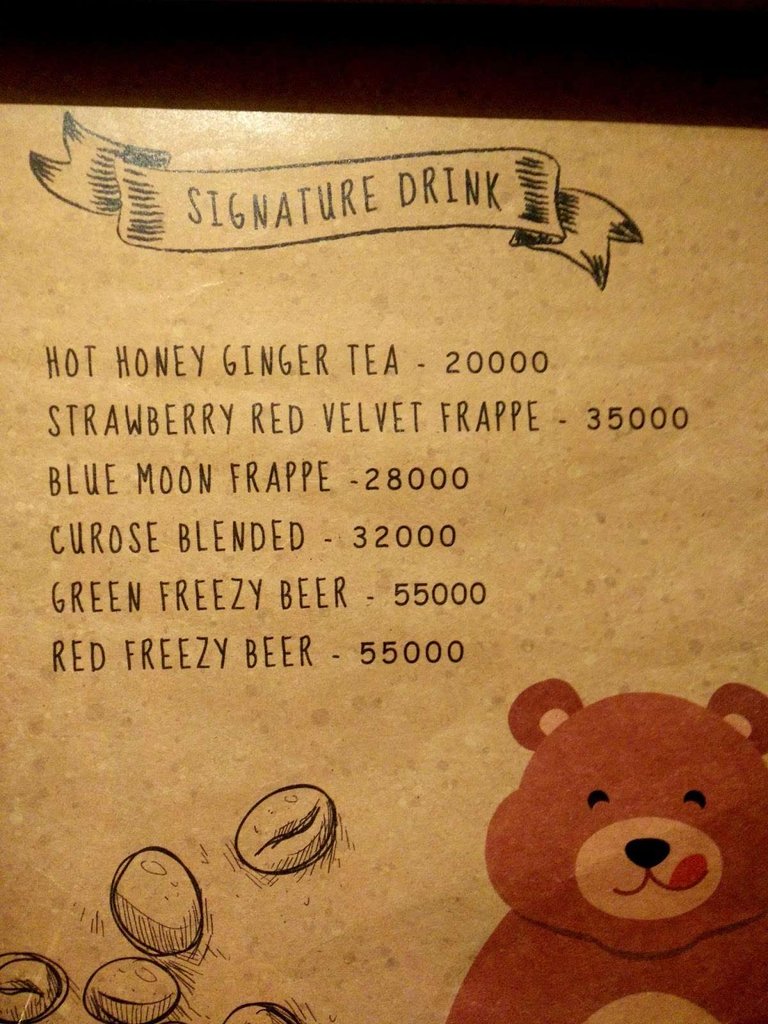 SIGNATURE DRINK
HOT HONEY GINGER TEA - 20000
STRAWBERRY RED VELVET FRAPPE - 35000
BLUE MOON FRAPPE -28000
CUROSE BLENDED - 32000
GREEN FREEZY BEER - 55000
RED FREEZY BEER - 55000